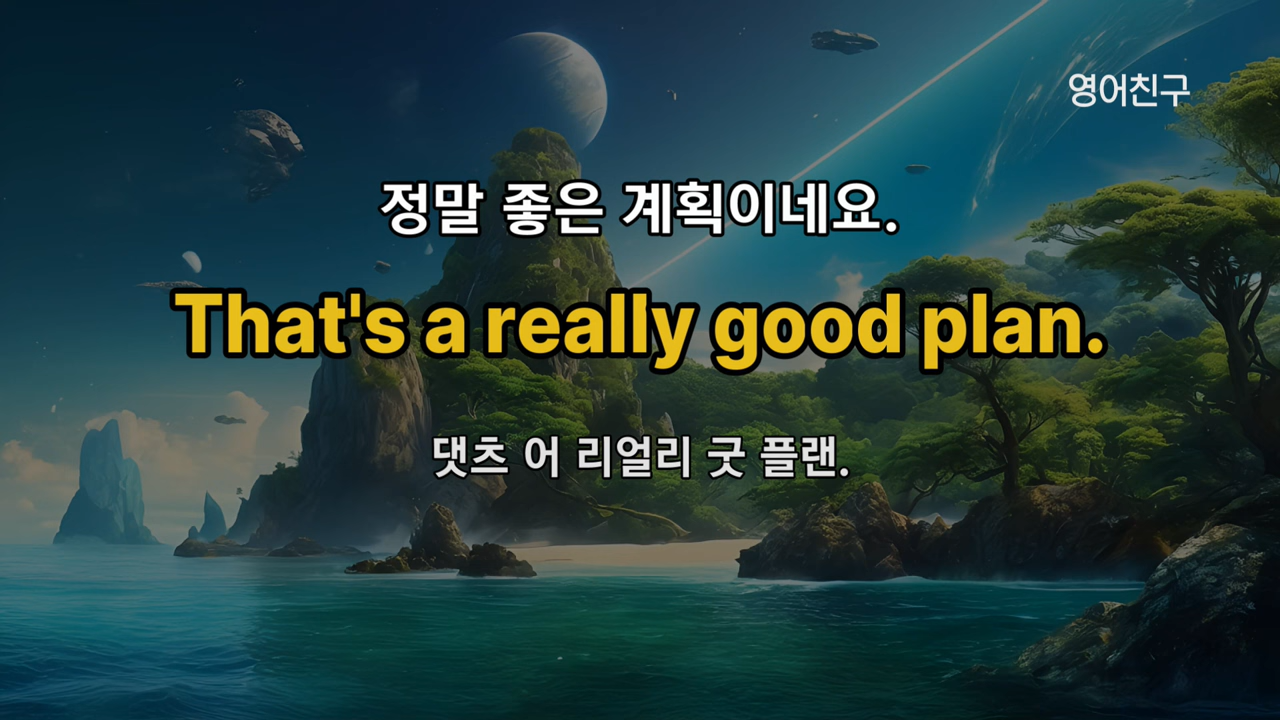 영어친구
정말 좋은 계획이네요.
That's a really good plan.
댓츠 어 리얼리 굿 플랜.